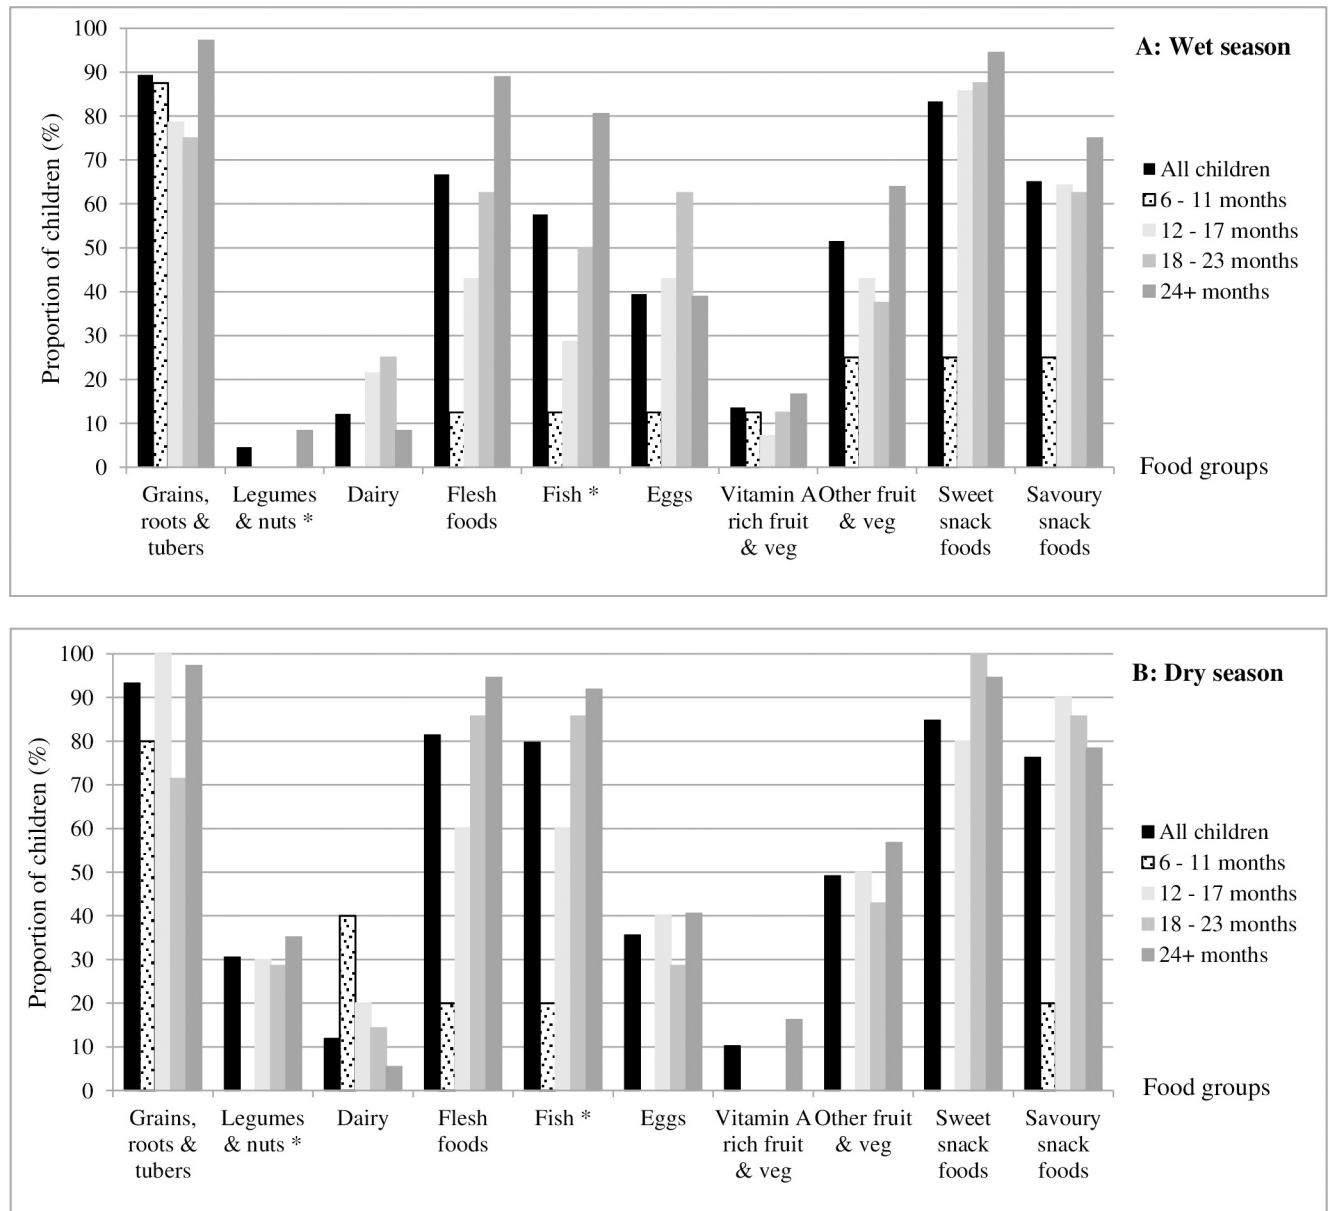 A: Wet season
Proportion of children (%)
100
90
80
70
60
50
40
30
20
10
0
All children
6 - 11 months
12 - 17 months
18 - 23 months
24+ months
Food groups
Grains,
roots &
tubers
Legumes
& nuts *
Dairy
Flesh
foods
Fish *
Eggs
Vitamin A
rich fruit
& veg
Other fruit
& veg
Sweet
snack
foods
Savoury
snack
foods
B: Dry season
Proportion of children (%)
100
90
80
70
60
50
40
30
20
10
0
All children
6 - 11 months
12 - 17 months
18 - 23 months
24+ months
Food groups
Grains,
roots &
tubers
Legumes
& nuts *
Dairy
Flesh
foods
Fish *
Eggs
Vitamin A
rich fruit
& veg
Other fruit
& veg
Sweet
snack
foods
Savoury
snack
foods